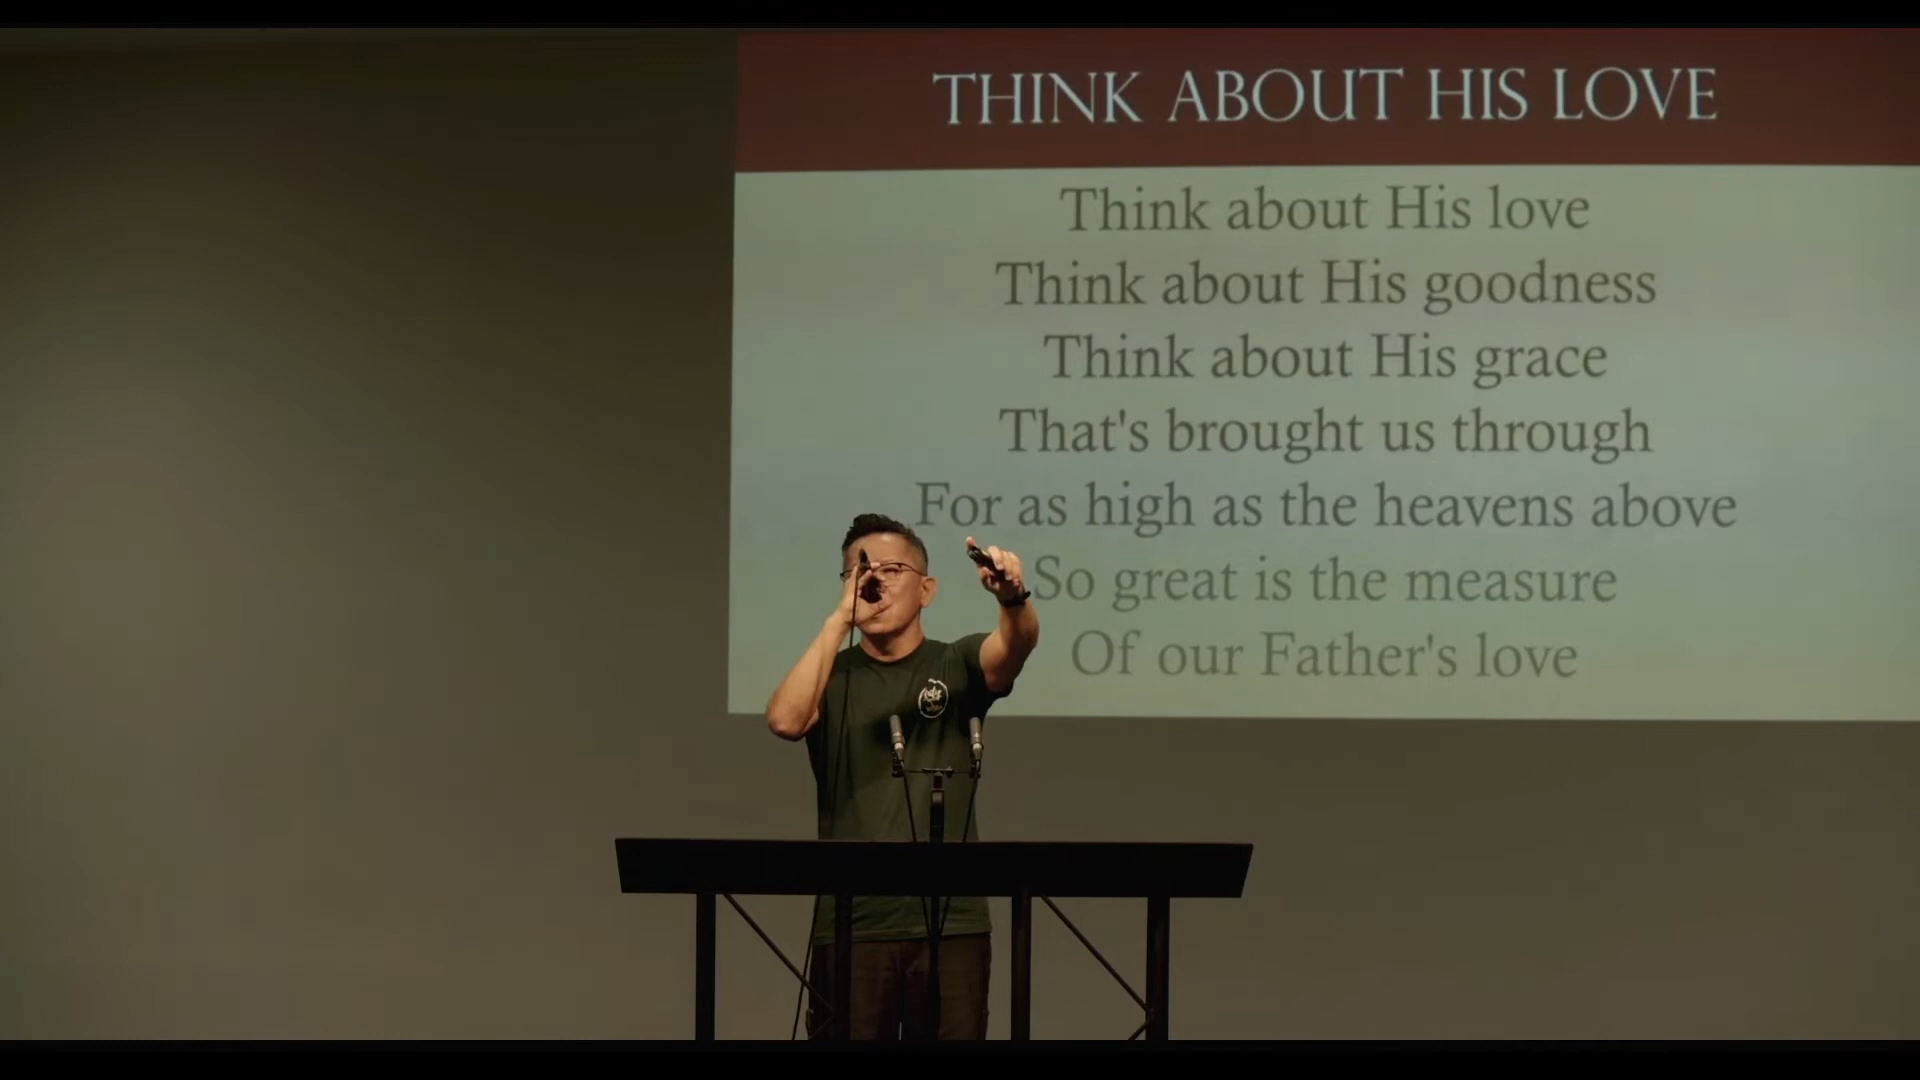 THINK ABOUT HIS LOVE
Think about His love
Think about His goodness
Think about His grace
That's brought us through
For as high as the heavens above
So great is the measure
Of our Father's love